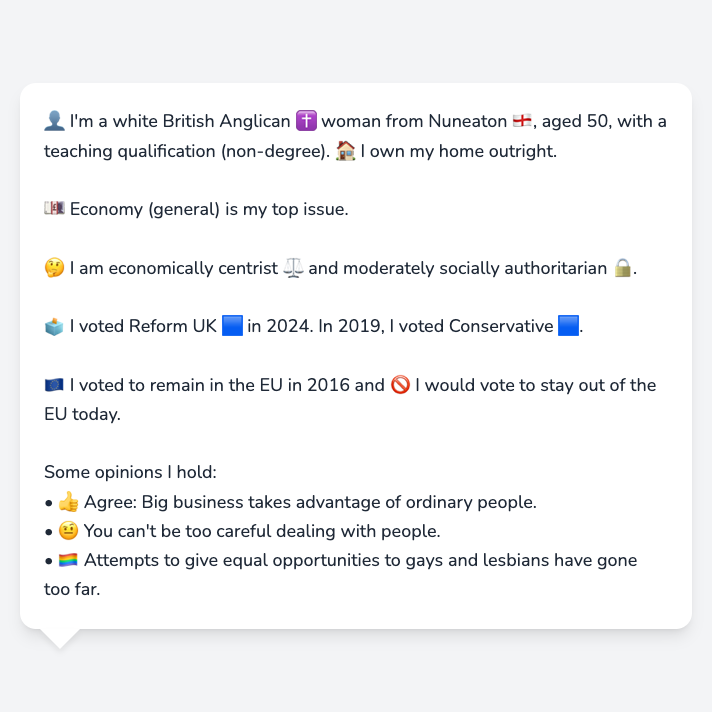 👤 I'm a white British Anglican ✝️ woman from Nuneaton 🏴󠁧󠁢󠁥󠁮󠁧󠁿, aged 50, with a
teaching qualification (non-degree). 🏠 I own my home outright.
💷 Economy (general) is my top issue.
🤔 I am economically centrist ⚖️ and moderately socially authoritarian 🔒.
🗳️ I voted Reform UK 🟦 in 2024. In 2019, I voted Conservative 🟦.
🇪🇺 I voted to remain in the EU in 2016 and 🚫 I would vote to stay out of the
EU today.
Some opinions I hold:
• 👍 Agree: Big business takes advantage of ordinary people.
• 🤨 You can't be too careful dealing with people.
• 🏳️‍🌈 Attempts to give equal opportunities to gays and lesbians have gone
too far.